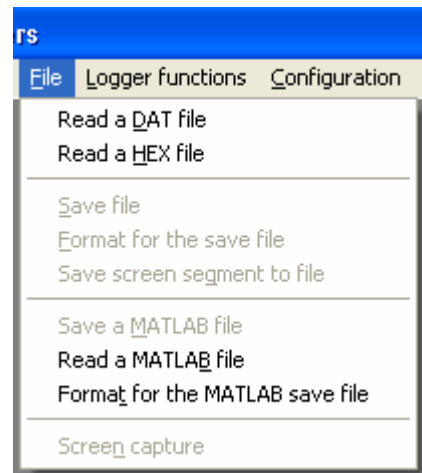 rs
File Logger functions Configuration
Read a DAT file
Read a HEX file
Save file
Format for the save file
Save screen segment to file
Save a MATLAB file
Read a MATLAB file
Format for the MATLAB save file
Screen capture